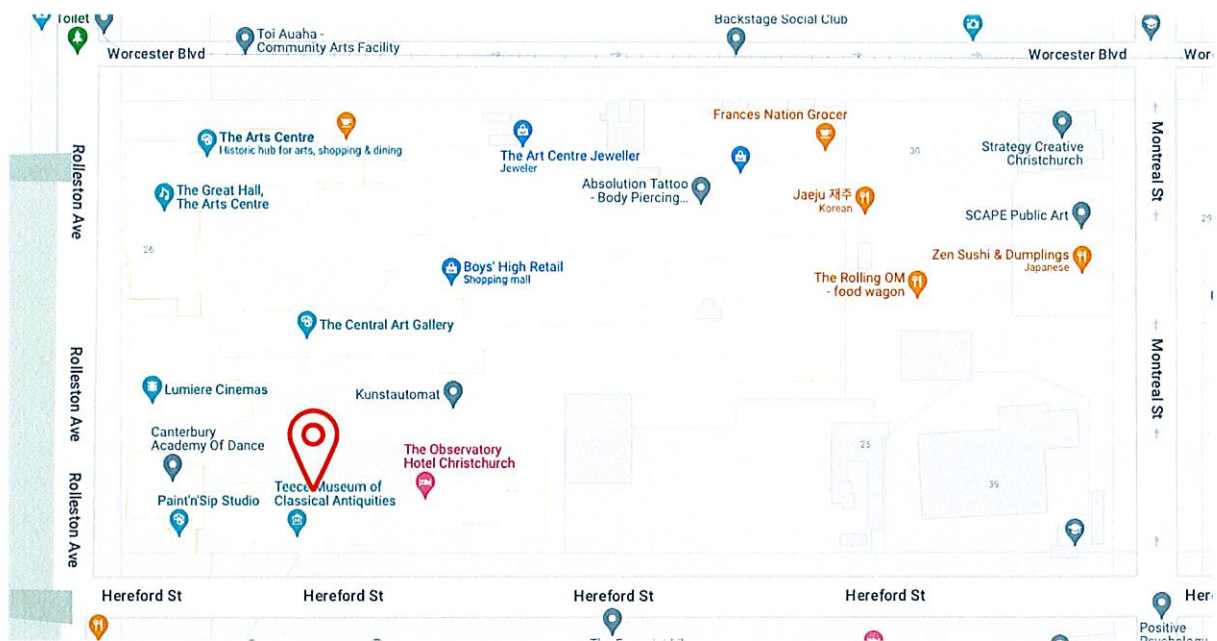 Toilet
Toi Auaha -
Community Arts Facility
Backstage Social Club
Worcester Blvd
Worcester Blvd
Wor
The Arts Centre
Historic hub for arts, shopping & dining
The Art Centre Jeweller
Jeweler
Frances Nation Grocer
30
Strategy Creative
Christchurch
Rolleston Ave
Montreal St
The Great Hall,
The Arts Centre
Absolution Tattoo
- Body Piercing...
Jaeju 재주
Korean
SCAPE Public Art
29
26
Boys' High Retail
Shopping mall
Zen Sushi & Dumplings
Japanese
The Rolling OM
- food wagon
The Central Art Gallery
Rolleston Ave
Montreal St
Lumiere Cinemas
Kunstautomat
Canterbury
Academy Of Dance
The Observatory
Hotel Christchurch
25
39
Rolleston Ave
Paint'n'Sip Studio
Teece Museum of
Classical Antiquities
Hereford St
Hereford St
Hereford St
Hereford St
Her
Positive